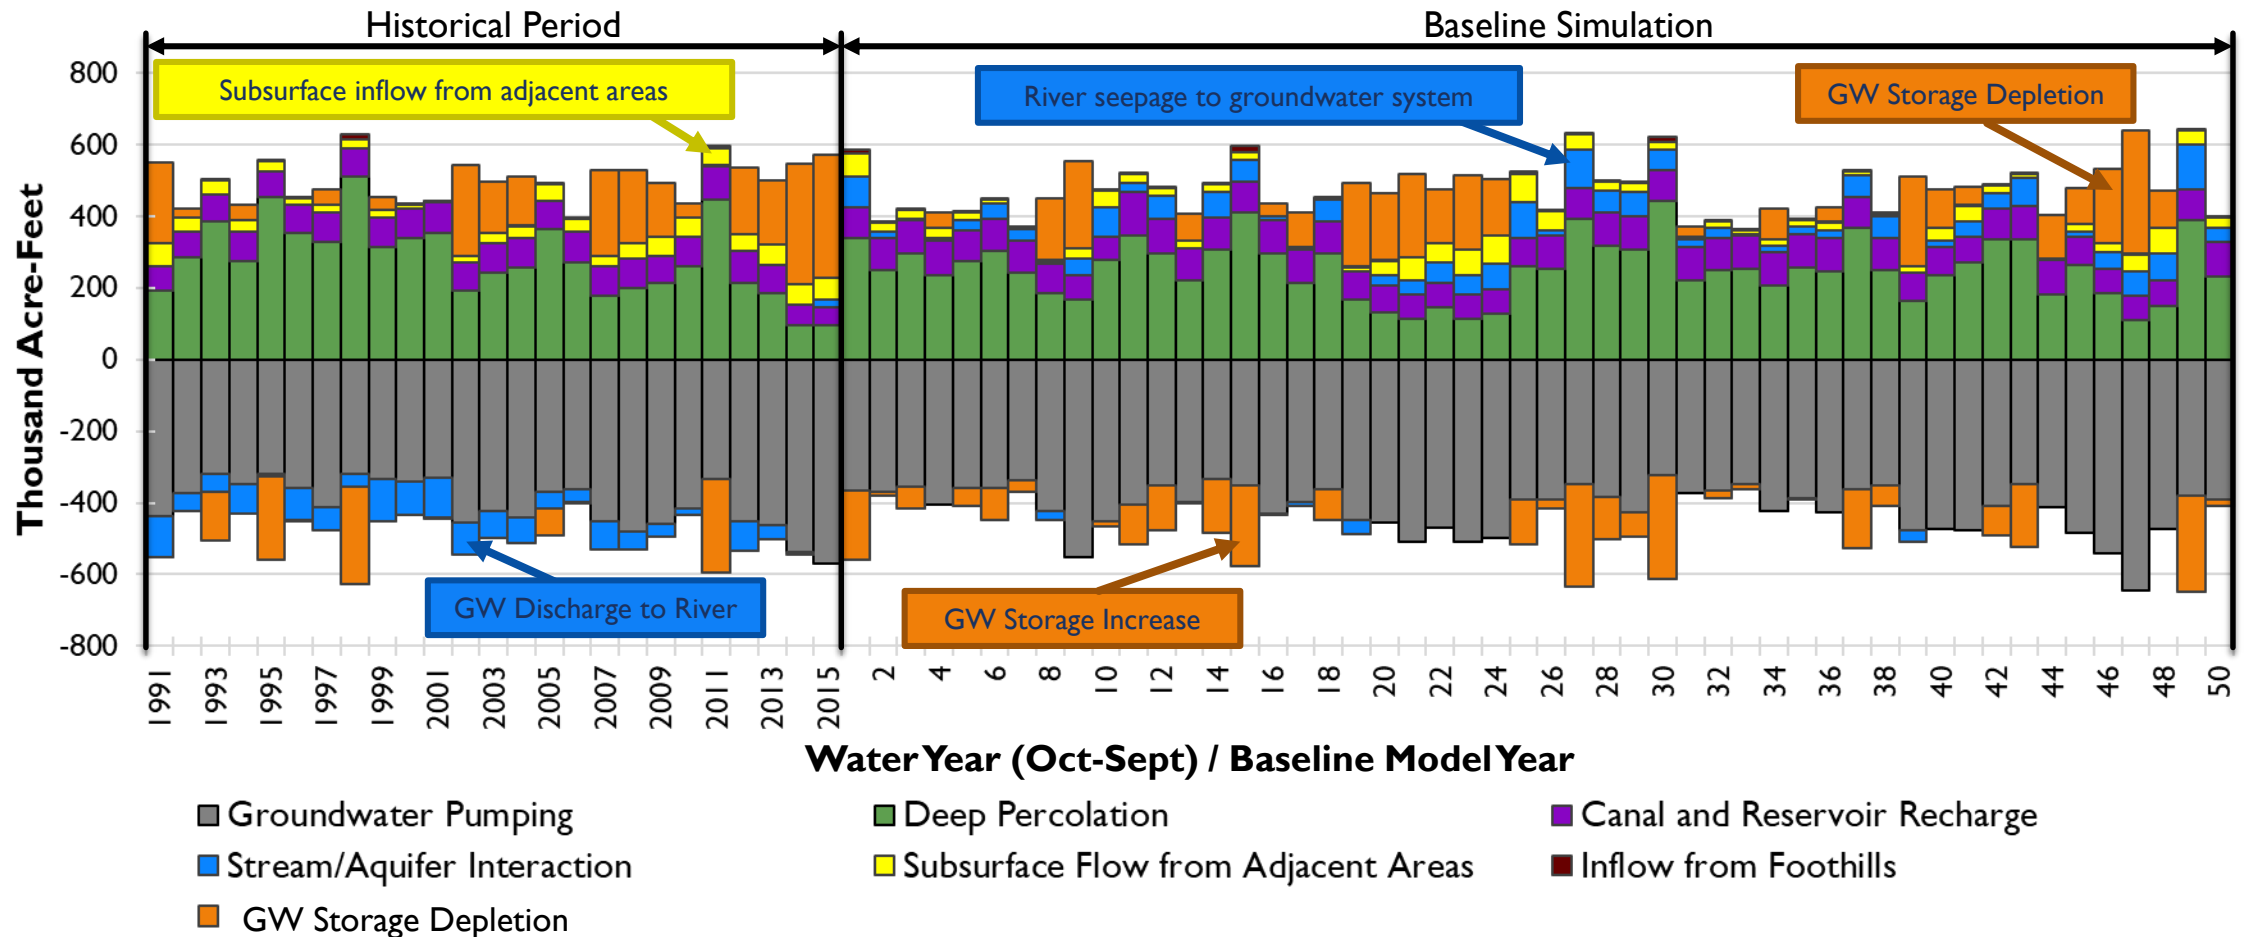 Historical Period
Baseline Simulation
Subsurface inflow from adjacent areas
River seepage to groundwater system
GW Storage Depletion
GW Discharge to River
GW Storage Increase
Thousand Acre-Feet
800
600
400
200
0
-200
-400
-600
-800
1991 1993 1995 1997 1999 2001 2003 2005 2007 2009 2011 2013 2015 2 4 6 8 10 12 14 16 18 20 22 24 26 28 30 32 34 36 38 40 42 44 46 48 50
Water Year (Oct-Sept) / Baseline Model Year
Groundwater Pumping
Deep Percolation
Canal and Reservoir Recharge
Stream/Aquifer Interaction
Subsurface Flow from Adjacent Areas
Inflow from Foothills
GW Storage Depletion